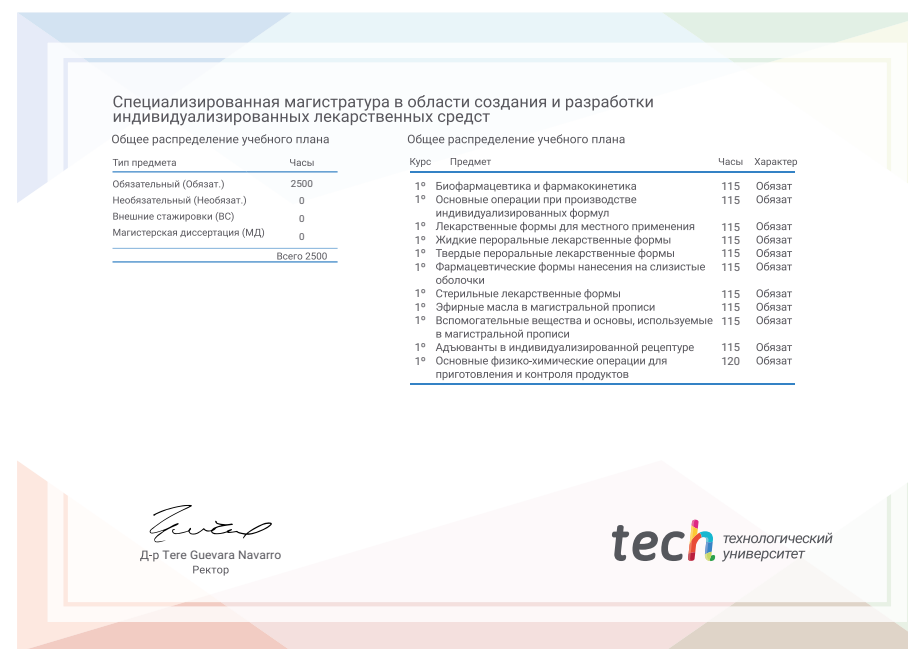 Специализированная магистратура в области создания и разработки
индивидуализированных лекарственных средст
Общее распределение учебного плана
Тип предмета Часы
Обязательный (Обязат.) 2500
Необязательный (Необязат.) 0
Внешние стажировки (ВС) 0
Магистерская диссертация (МД) 0
Всего 2500
Общее распределение учебного плана
Курс Предмет Часы Характер
1º Биофармацевтика и фармакокинетика 115 Обязат
1º Основные операции при производстве 115 Обязат
индивидуализированных формул
1º Лекарственные формы для местного применения 115 Обязат
1º Жидкие пероральные лекарственные формы 115 Обязат
1º Твердые пероральные лекарственные формы 115 Обязат
1º Фармацевтические формы нанесения на слизистые 115 Обязат
оболочки
1º Стерильные лекарственные формы 115 Обязат
1º Эфирные масла в магистральной прописи 115 Обязат
1º Вспомогательные вещества и основы, используемые 115 Обязат
в магистральной прописи
1º Адъюванты в индивидуализированной рецептуре 115 Обязат
1º Основные физико-химические операции для 120 Обязат
приготовления и контроля продуктов
Д-р Tere Guevara Navarro
Ректор
tech технологический
университет